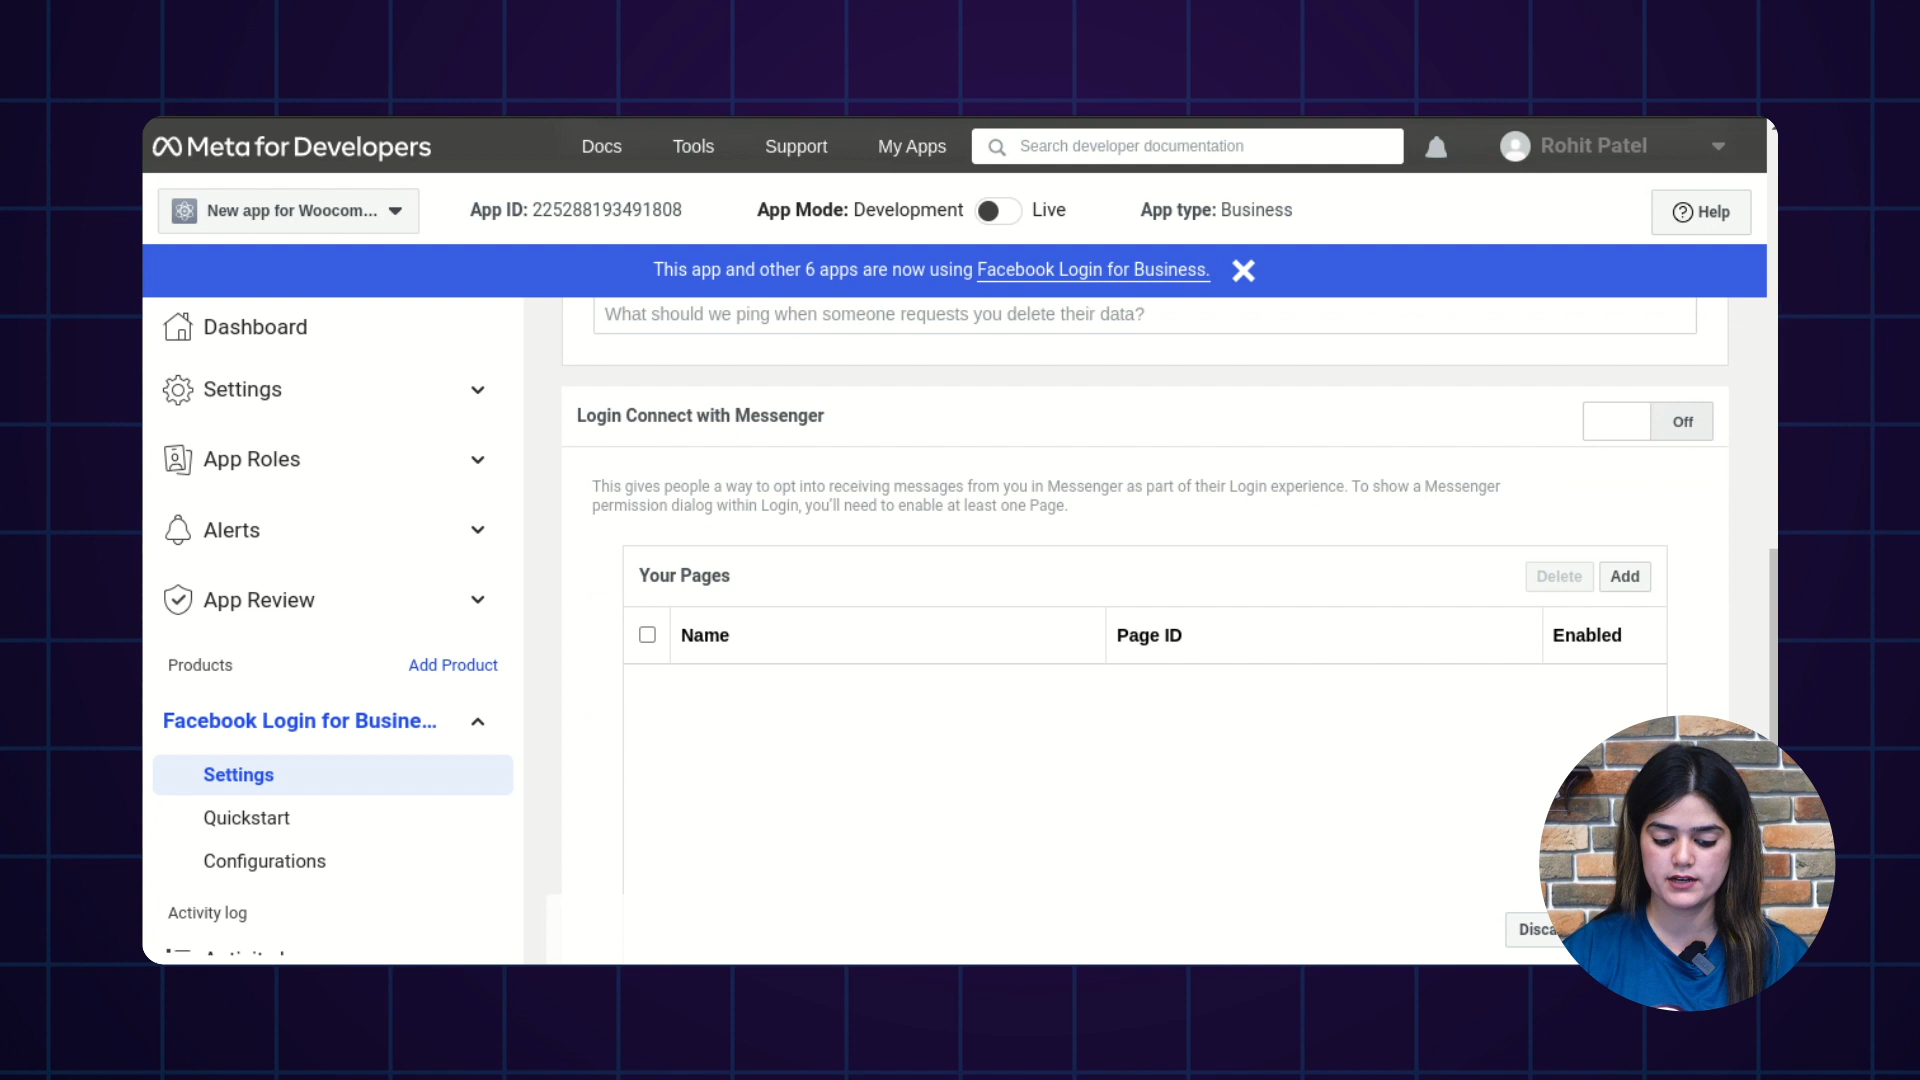 Meta for Developers
Docs
Tools
Support
My Apps
Search developer documentation
Rohit Patel
New app for Woocom...
App ID: 225288193491808
App Mode: Development
Live
App type: Business
Help
This app and other 6 apps are now using Facebook Login for Business.
Dashboard
Settings
App Roles
Alerts
App Review
Products
Add Product
Facebook Login for Busine...
Settings
Quickstart
Configurations
Activity log
What should we ping when someone requests you delete their data?
Login Connect with Messenger
Off
This gives people a way to opt into receiving messages from you in Messenger as part of their Login experience. To show a Messenger
permission dialog within Login, you'll need to enable at least one Page.
Your Pages
Delete
Add
Name
Page ID
Enabled
Disca